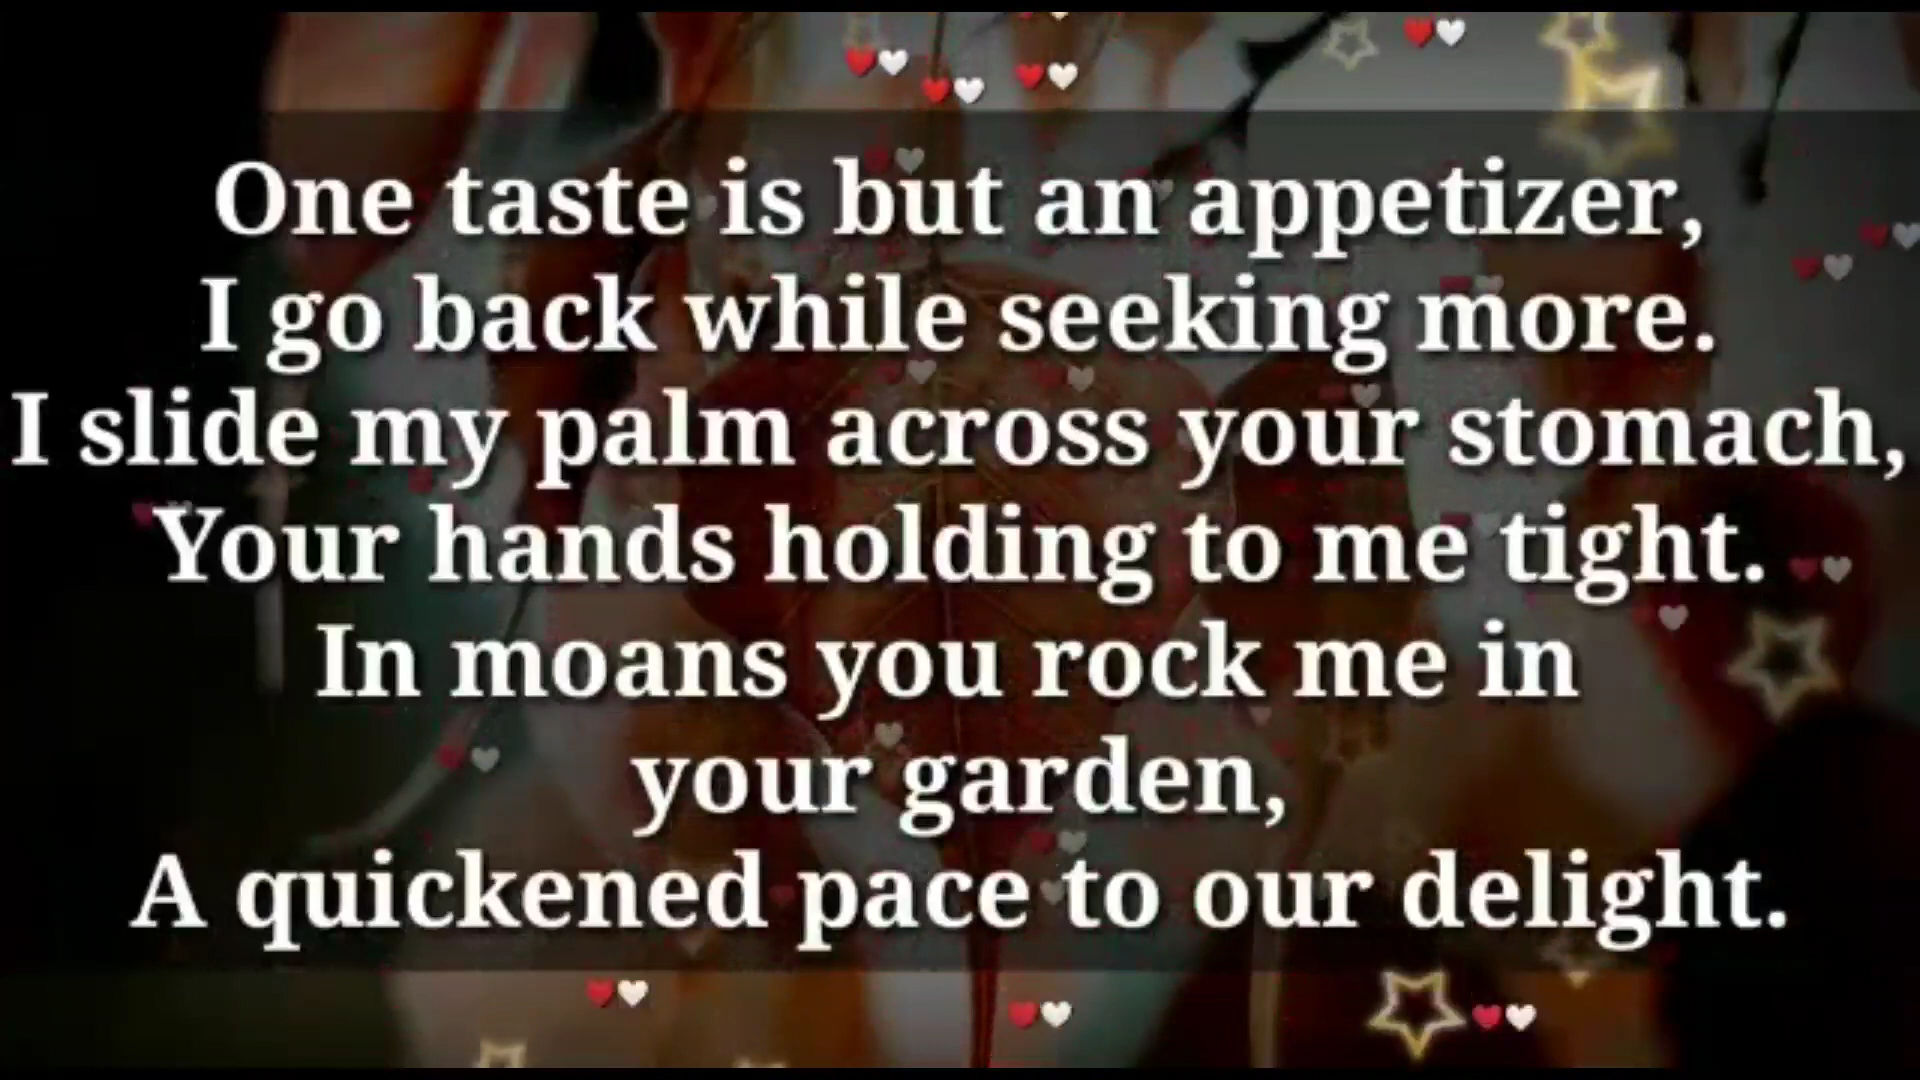 One taste is but an appetizer,
I go back while seeking more.
I slide my palm across your stomach,
Your hands holding to me tight.
In moans you rock me in
your garden,
A quickened pace to our delight.